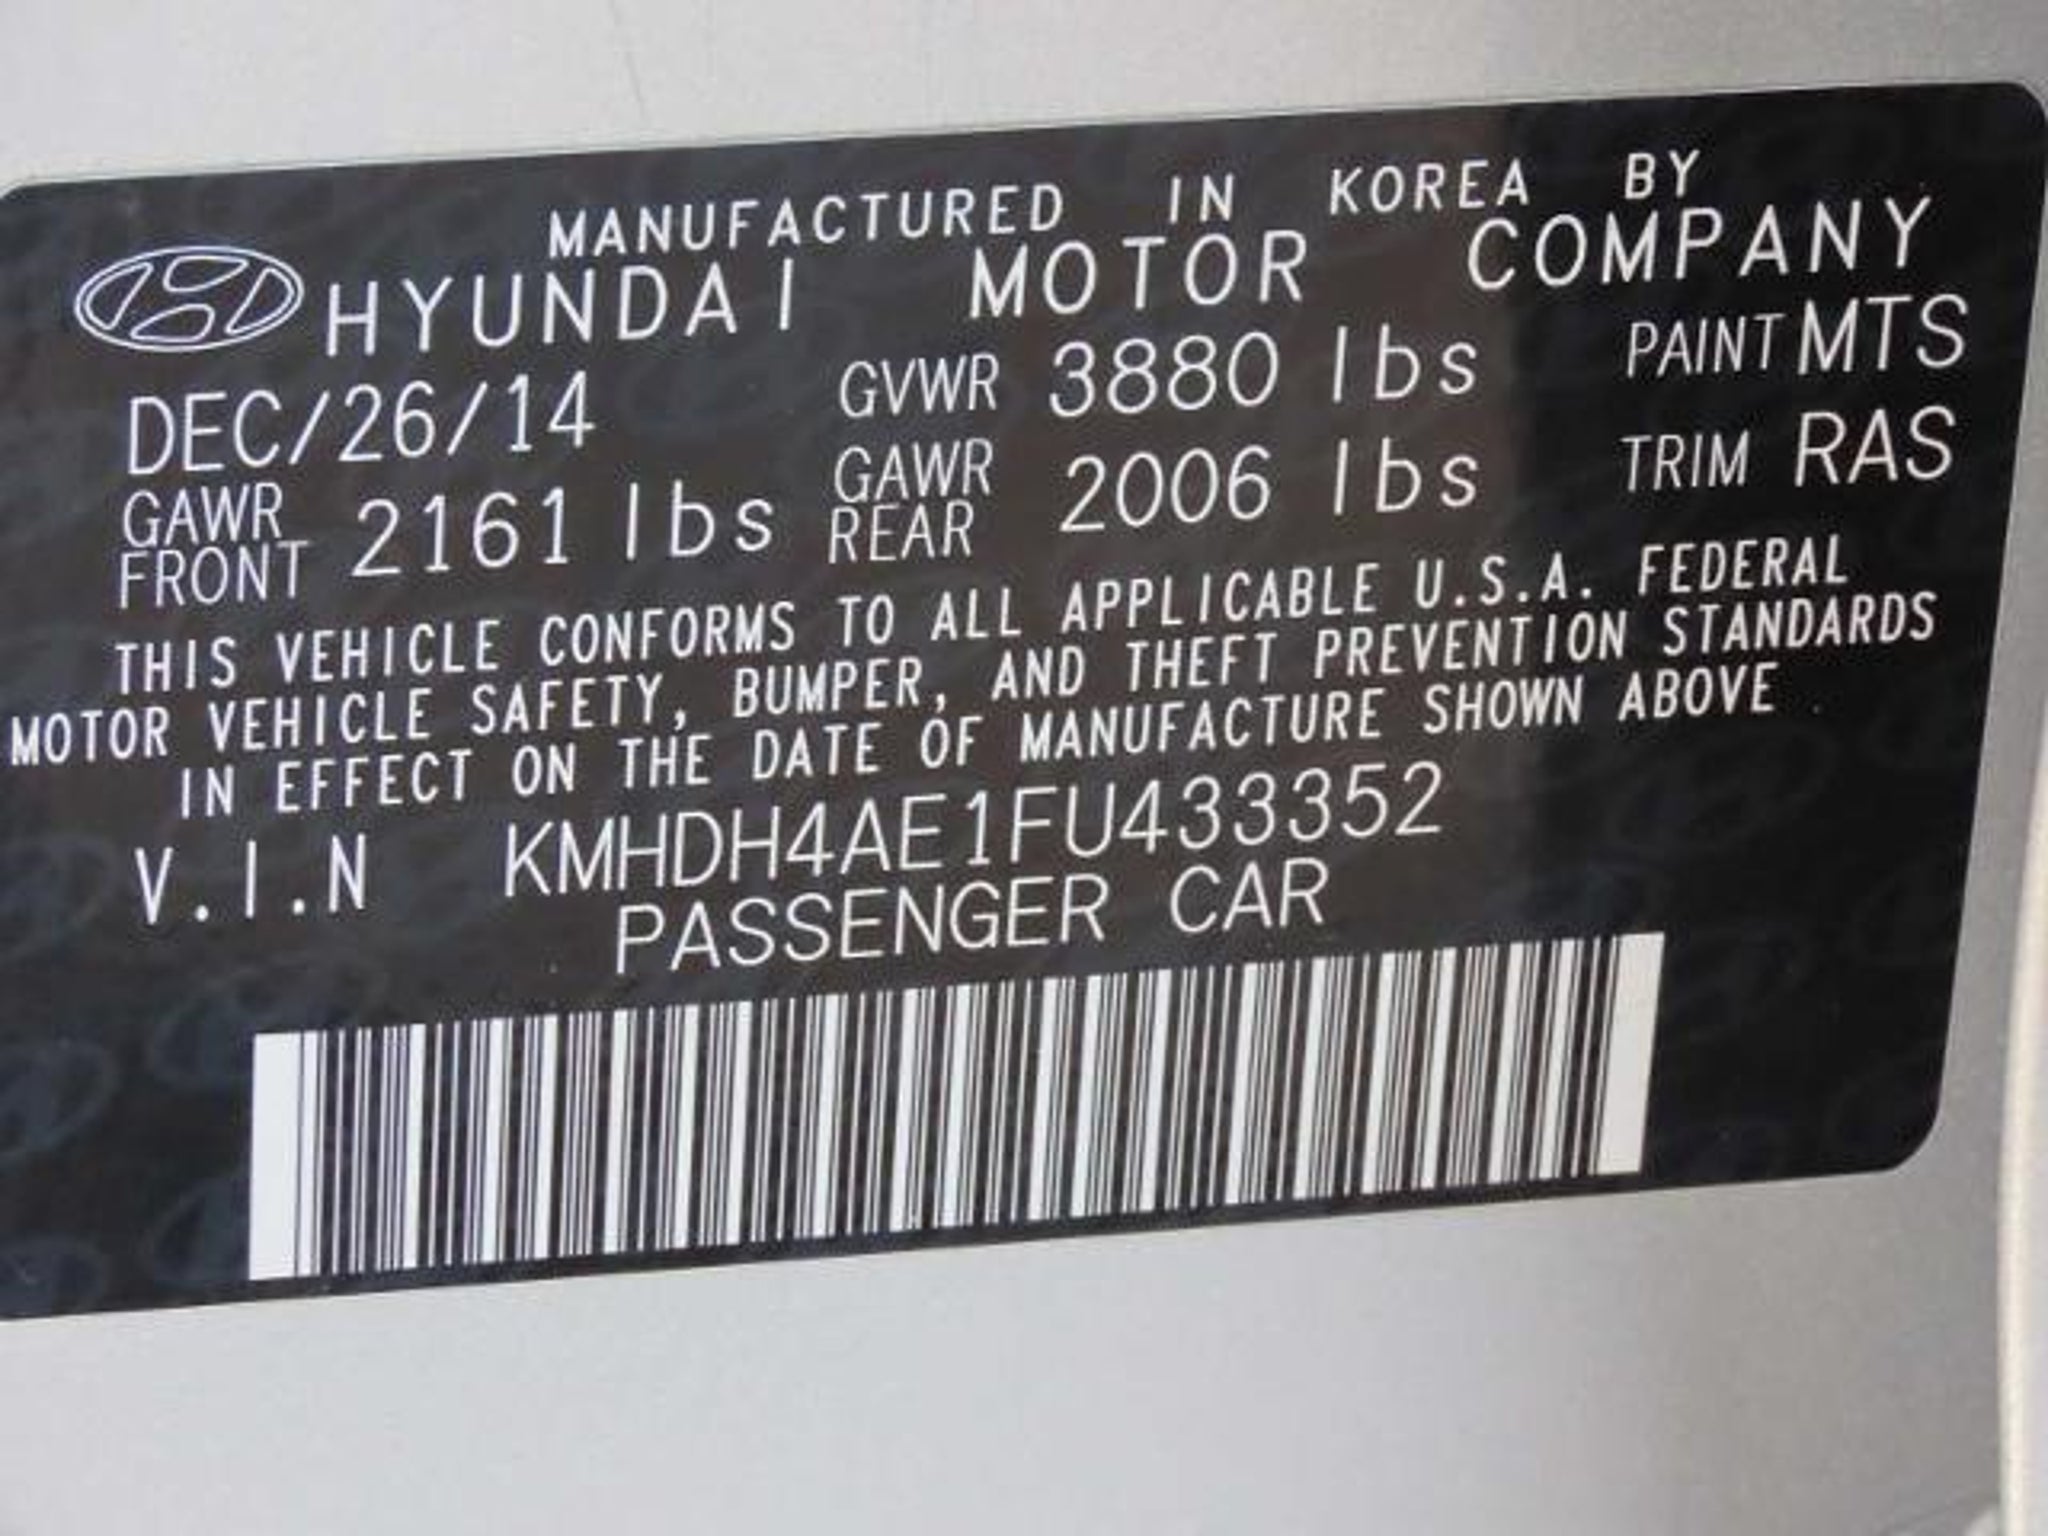 MANUFACTURED IN KOREA BY
HYUNDAI MOTOR COMPANY
DEC/26/14 GVWR 3880 lbs PAINT MTS
GAWR FRONT 2161 lbs GAWR REAR 2006 lbs TRIM RAS
THIS VEHICLE CONFORMS TO ALL APPLICABLE U.S.A. FEDERAL
MOTOR VEHICLE SAFETY, BUMPER, AND THEFT PREVENTION STANDARDS
IN EFFECT ON THE DATE OF MANUFACTURE SHOWN ABOVE
V.I.N KMHDH4AE1FU433352
PASSENGER CAR